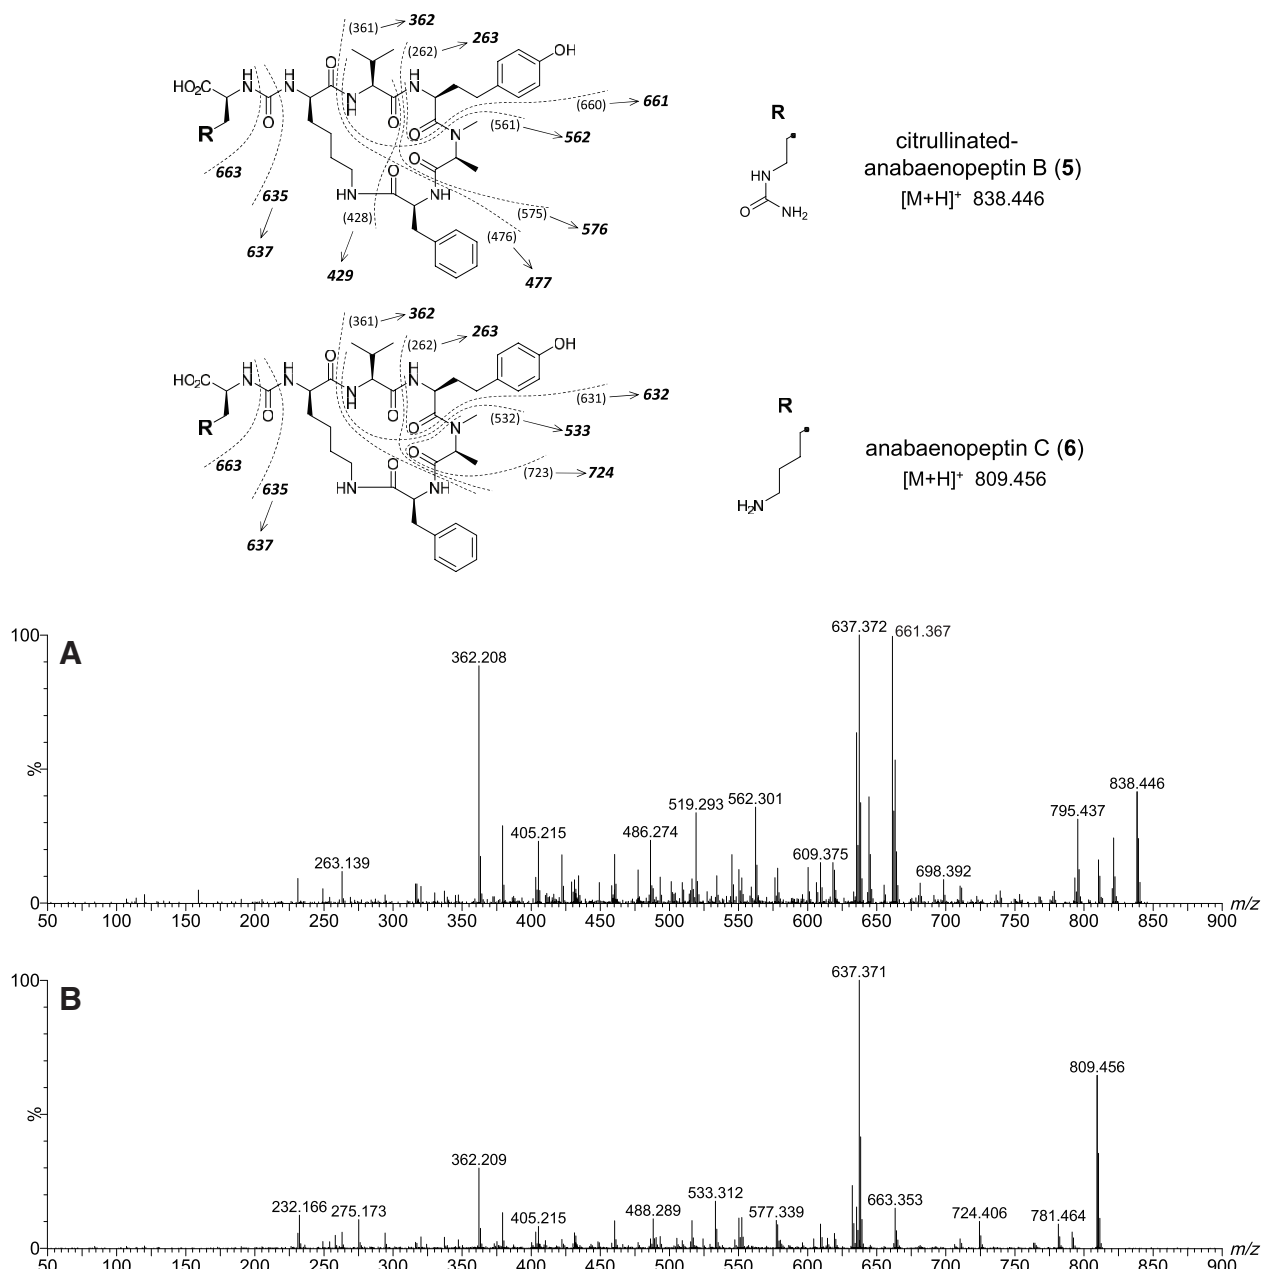 (361) 362
(262) 263
O
OH
HO₂C H N H N O N H O H N
(660) 661
O N
(561) 562
R
O
663
O
635
HN
NH
(428)
(575) 576
(476)
637
429
477
R
HN
O NH₂
citrullinated-
anabaenopeptin B (5)
[M+H]⁺ 838.446
(361) 362
(262) 263
O
OH
HO₂C H N H N O N H O H N
(631) 632
O N
(532) 533
R
O
663
O
635
(723) 724
HN
NH
637
R
H₂N
anabaenopeptin C (6)
[M+H]⁺ 809.456
A
100
%
0
637.372
661.367
362.208
838.446
795.437
562.301
519.293
486.274
405.215
609.375
263.139
698.392
50 100 150 200 250 300 350 400 450 500 550 600 650 700 750 800 850 900 m/z
B
100
%
0
637.371
809.456
362.209
533.312
663.353
232.166
275.173
405.215
488.289
577.339
724.406
781.464
50 100 150 200 250 300 350 400 450 500 550 600 650 700 750 800 850 900 m/z